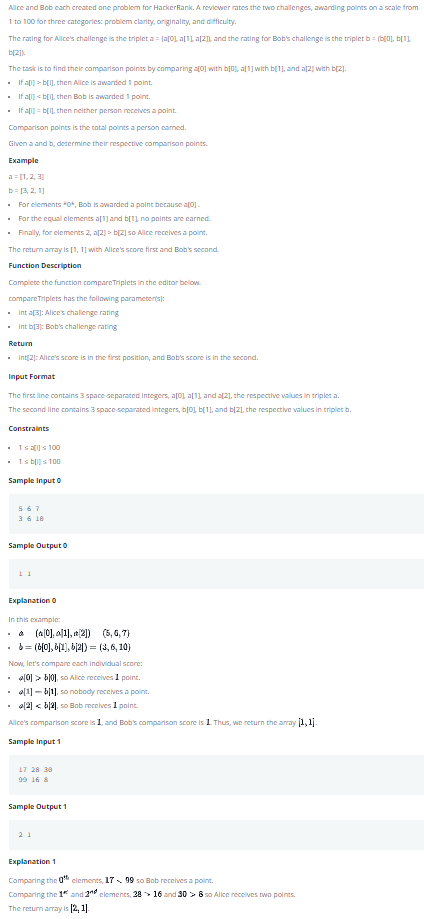 Alice and Bob each created one problem for HackerRank. A reviewer rates the two challenges, awarding points on a scale from
1 to 100 for three categories: problem clarity, originality, and difficulty.
The rating for Alice's challenge is the triplet a = (a[0], a[1], a[2]), and the rating for Bob's challenge is the triplet b = (b[0], b[1],
b[2]).
The task is to find their comparison points by comparing a[0] with b[0], a[1] with b[1], and a[2] with b[2].
• If a[i] > b[i], then Alice is awarded 1 point.
• If a[i] < b[i], then Bob is awarded 1 point.
• If a[i] = b[i], then neither person receives a point.
Comparison points is the total points a person earned.
Given a and b, determine their respective comparison points.
Example
a = [1, 2, 3]
b = [3, 2, 1]
• For elements *0*, Bob is awarded a point because a[0] .
• For the equal elements a[1] and b[1], no points are earned.
• Finally, for elements 2, a[2] > b[2] so Alice receives a point.
The return array is [1, 1] with Alice's score first and Bob's second.
Function Description
Complete the function compareTriplets in the editor below.
compareTriplets has the following parameter(s):
• int a[3]: Alice's challenge rating
• int b[3]: Bob's challenge rating
Return
• int[2]: Alice's score is in the first position, and Bob's score is in the second.
Input Format
The first line contains 3 space-separated integers, a[0], a[1], and a[2], the respective values in triplet a.
The second line contains 3 space-separated integers, b[0], b[1], and b[2], the respective values in triplet b.
Constraints
• 1 ≤ a[i] ≤ 100
• 1 ≤ b[i] ≤ 100
Sample Input 0
5 6 7
3 6 10
Sample Output 0
1 1
Explanation 0
In this example:
• a = (a[0], a[1], a[2]) = (5, 6, 7)
• b = (b[0], b[1], b[2]) = (3, 6, 10)
Now, let's compare each individual score:
• a[0] > b[0], so Alice receives 1 point.
• a[1] = b[1], so nobody receives a point.
• a[2] < b[2], so Bob receives 1 point.
Alice's comparison score is 1, and Bob's comparison score is 1. Thus, we return the array [1, 1].
Sample Input 1
17 28 30
99 16 8
Sample Output 1
2 1
Explanation 1
Comparing the 0th elements, 17 < 99 so Bob receives a point.
Comparing the 1st and 2nd elements, 28 > 16 and 30 > 8 so Alice receives two points.
The return array is [2, 1].